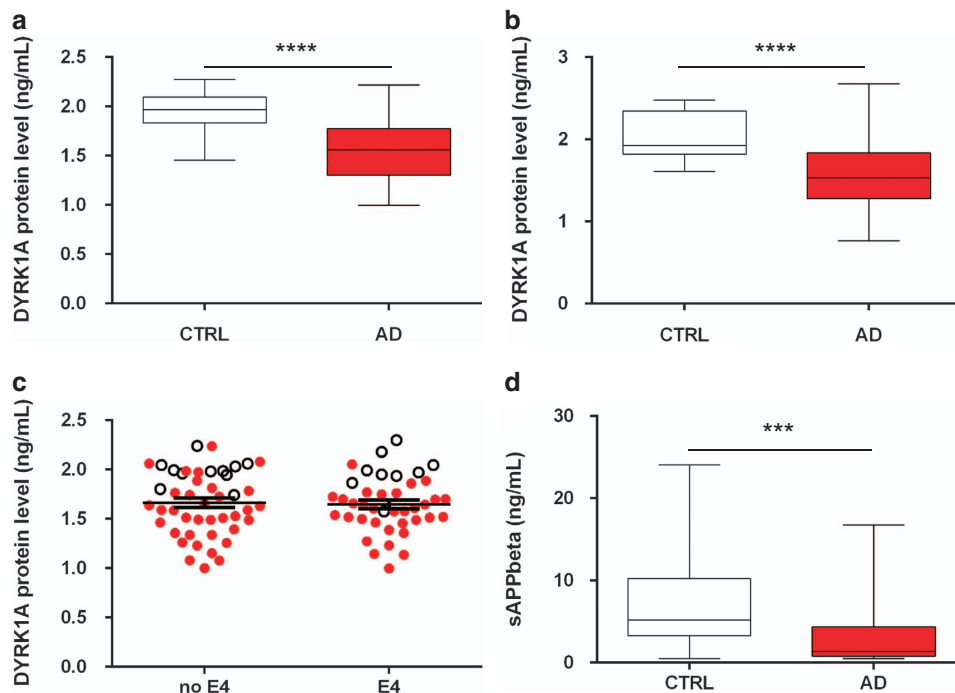 a
****
DYRK1A protein level (ng/mL)
2.5
2.0
1.5
1.0
0.5
0.0
CTRL AD
b
****
DYRK1A protein level (ng/mL)
3
2
1
0
CTRL AD
c
DYRK1A protein level (ng/mL)
2.5
2.0
1.5
1.0
0.5
0.0
no E4 E4
d
***
sAPPbeta (ng/mL)
30
20
10
0
CTRL AD